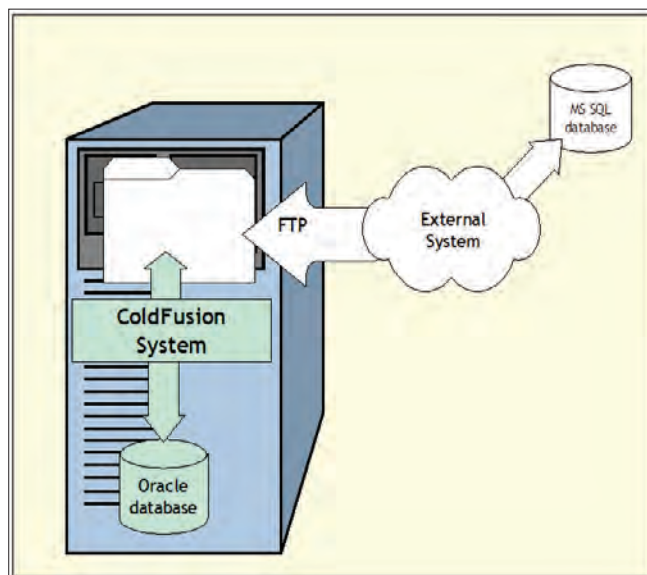 MS SQL
database
FTP
External
System
ColdFusion
System
Oracle
database